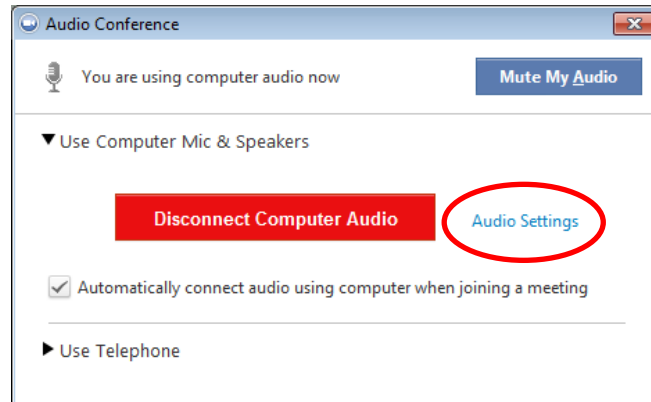 Audio Conference
You are using computer audio now
Mute My Audio
Use Computer Mic & Speakers
Disconnect Computer Audio
Audio Settings
Automatically connect audio using computer when joining a meeting
Use Telephone